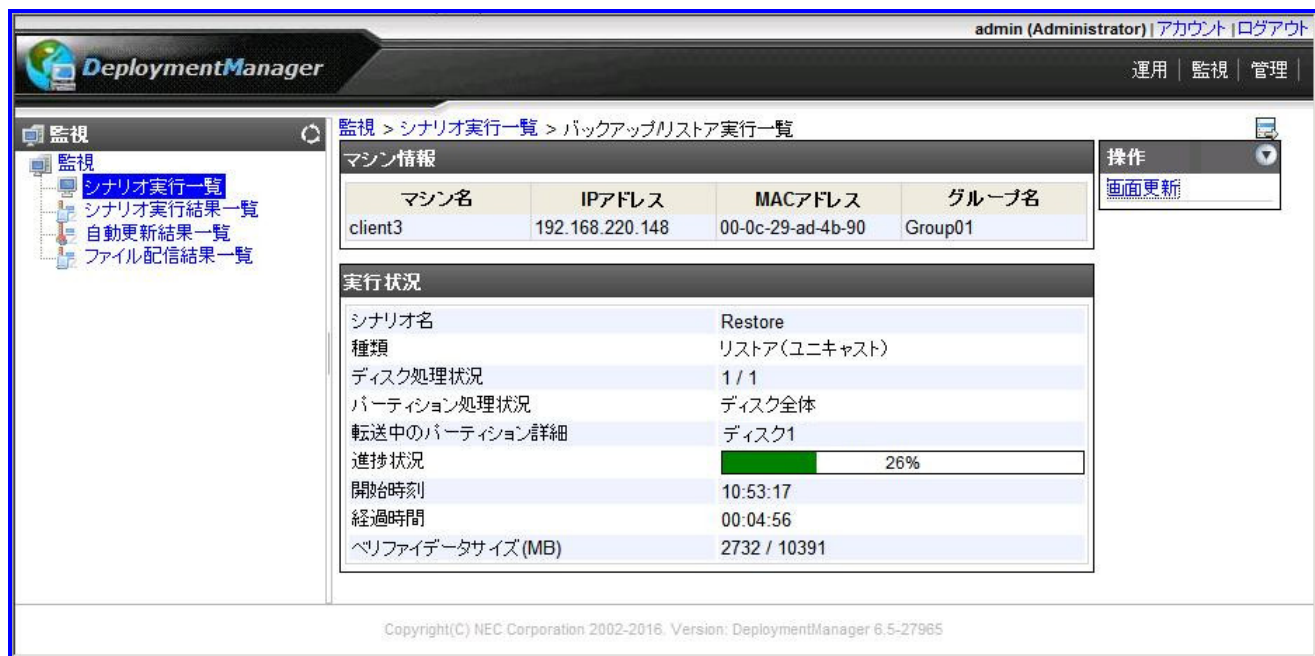 admin (Administrator) | アカウント | ログアウト
DeploymentManager
運用 | 監視 | 管理 |
監視
監視
シナリオ実行一覧
シナリオ実行結果一覧
自動更新結果一覧
ファイル配信結果一覧
監視 > シナリオ実行一覧 > バックアップ/リストア実行一覧
マシン情報
マシン名 IPアドレス MACアドレス グループ名
client3 192.168.220.148 00-0c-29-ad-4b-90 Group01
実行状況
シナリオ名 Restore
種類 リストア(ユニキャスト)
ディスク処理状況 1 / 1
パーティション処理状況 ディスク全体
転送中のパーティション詳細 ディスク1
進捗状況 26%
開始時刻 10:53:17
経過時間 00:04:56
ベリファイデータサイズ(MB) 2732 / 10391
操作
画面更新
Copyright(C) NEC Corporation 2002-2016. Version: DeploymentManager 6.5-27965